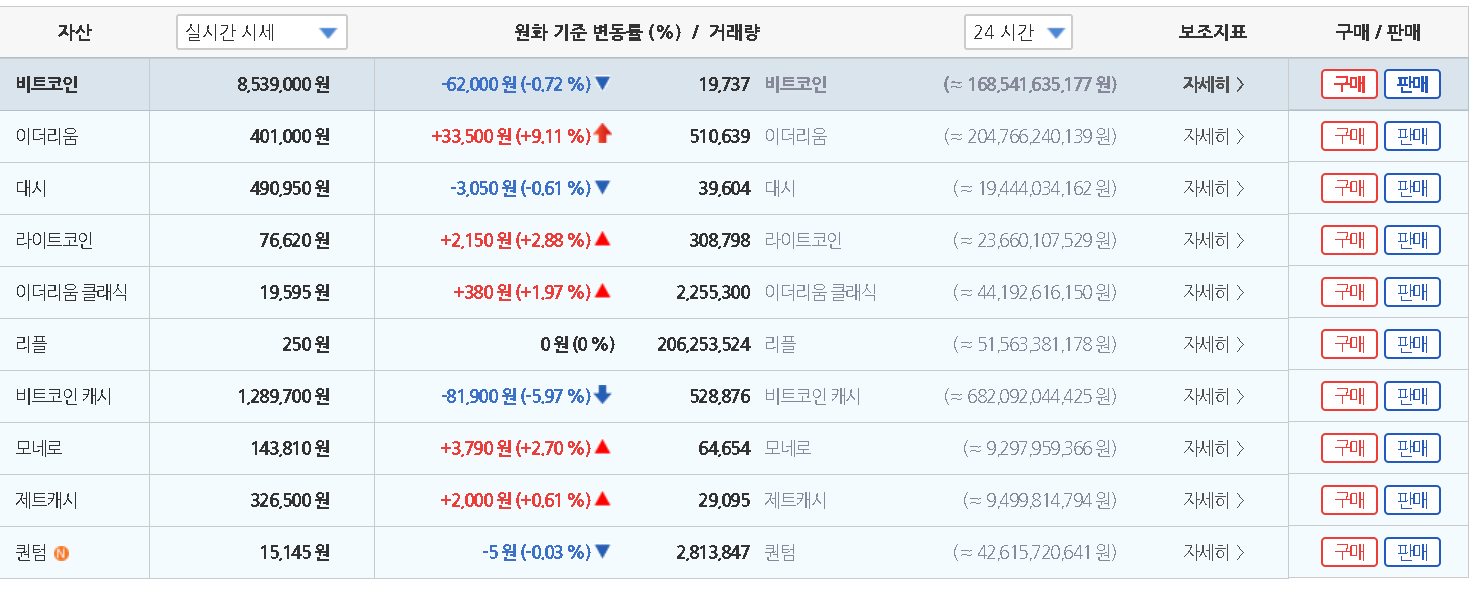 자산 실시간 시세 원화 기준 변동률 (%) / 거래량 24 시간 보조지표 구매 / 판매
비트코인 8,539,000 원 -62,000 원 (-0.72 %) 19,737 비트코인 (≈ 168,541,635,177 원) 자세히 > 구매 판매
이더리움 401,000 원 +33,500 원 (+9.11 %) 510,639 이더리움 (≈ 204,766,240,139 원) 자세히 > 구매 판매
대시 490,950 원 -3,050 원 (-0.61 %) 39,604 대시 (≈ 19,444,034,162 원) 자세히 > 구매 판매
라이트코인 76,620 원 +2,150 원 (+2.88 %) 308,798 라이트코인 (≈ 23,660,107,529 원) 자세히 > 구매 판매
이더리움 클래식 19,595 원 +380 원 (+1.97 %) 2,255,300 이더리움 클래식 (≈ 44,192,616,150 원) 자세히 > 구매 판매
리플 250 원 0 원 (0 %) 206,253,524 리플 (≈ 51,563,381,178 원) 자세히 > 구매 판매
비트코인 캐시 1,289,700 원 -81,900 원 (-5.97 %) 528,876 비트코인 캐시 (≈ 682,092,044,425 원) 자세히 > 구매 판매
모네로 143,810 원 +3,790 원 (+2.70 %) 64,654 모네로 (≈ 9,297,959,366 원) 자세히 > 구매 판매
제트캐시 326,500 원 +2,000 원 (+0.61 %) 29,095 제트캐시 (≈ 9,499,814,794 원) 자세히 > 구매 판매
퀀텀 N 15,145 원 -5 원 (-0.03 %) 2,813,847 퀀텀 (≈ 42,615,720,641 원) 자세히 > 구매 판매